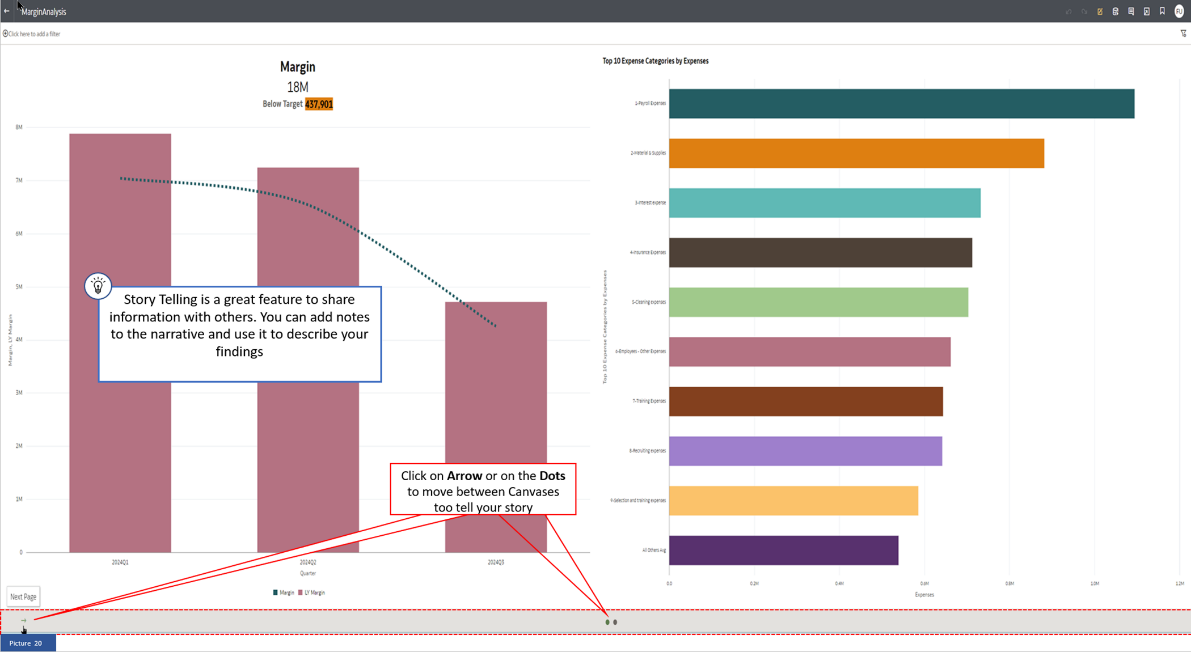 MarginAnalysis
PJ
Click here to add a filter
Margin
18M
Below Target 437,901
8M
7M
6M
5M
4M
3M
2M
1M
0
Margin, LY Margin
2024Q1
2024Q2
2024Q3
Quarter
Margin
LY Margin
Story Telling is a great feature to share
information with others. You can add notes
to the narrative and use it to describe your
findings
Click on Arrow or on the Dots
to move between Canvases
too tell your story
Top 10 Expense Categories by Expenses
Top 10 Expense Categories by Expenses
1-Payroll Expenses
2-Material & Supplies
3-Interest expense
4-Insurance Expenses
5-Cleaning expenses
6-Employees - Other Expenses
7-Training Expenses
8-Recruiting expenses
9-Selection and training expenses
All Others Avg
0.0
0.2M
0.4M
0.6M
0.8M
1.0M
1.2M
Expenses
Next Page
Picture 20